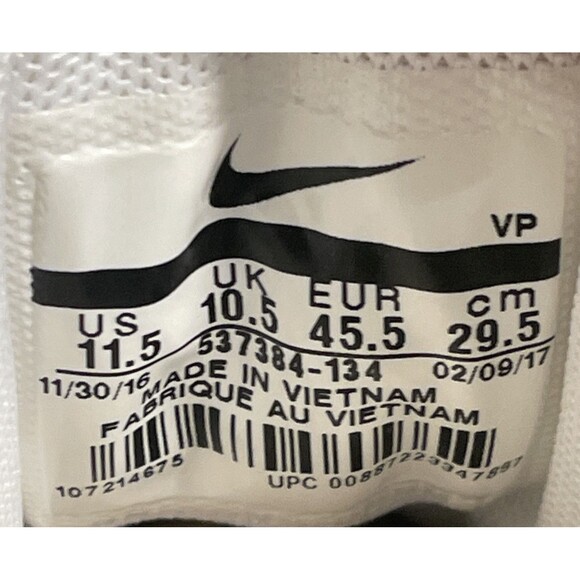 VP
US UK EUR cm
11.5 10.5 45.5 29.5
11/30/16 537384-134 02/09/17
MADE IN VIETNAM
FABRIQUE AU VIETNAM
107214675 UPC 00887223347897